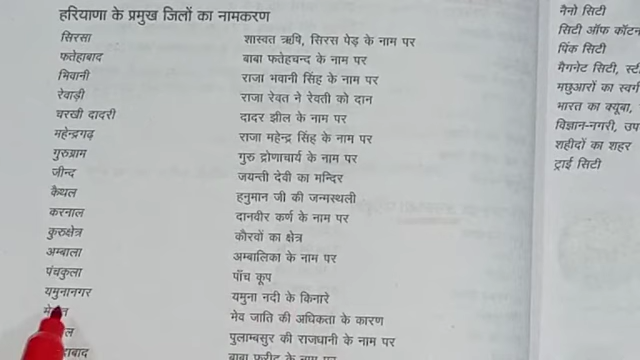 हरियाणा के प्रमुख जिलों का नामकरण
सिरसा शास्वत ऋषि, सिरस पेड़ के नाम पर
फतेहाबाद बाबा फतेहचन्द के नाम पर
भिवानी राजा भवानी सिंह के नाम पर
रेवाड़ी राजा रेवत ने रेवती को दान
चरखी दादरी दादर झील के नाम पर
महेन्द्रगढ़ राजा महेन्द्र सिंह के नाम पर
गुरुग्राम गुरु द्रोणाचार्य के नाम पर
जीन्द जयन्ती देवी का मन्दिर
कैथल हनुमान जी की जन्मस्थली
करनाल दानवीर कर्ण के नाम पर
कुरुक्षेत्र कौरवों का क्षेत्र
अम्बाला अम्बालिका के नाम पर
पंचकुला पाँच कूप
यमुनानगर यमुना नदी के किनारे
मेव जाति की अधिकता के कारण
पुलाम्बसुर की राजधानी के नाम पर
बाबा फरीद के नाम पर
नैनो सिटी
सिटी ऑफ कॉटन
पिंक सिटी
मैगनेट सिटी,
मछुआरों का स्वर्ग
भारत का क्यूबा,
विज्ञान-नगरी, उप
शहीदों का शहर
ट्राई सिटी